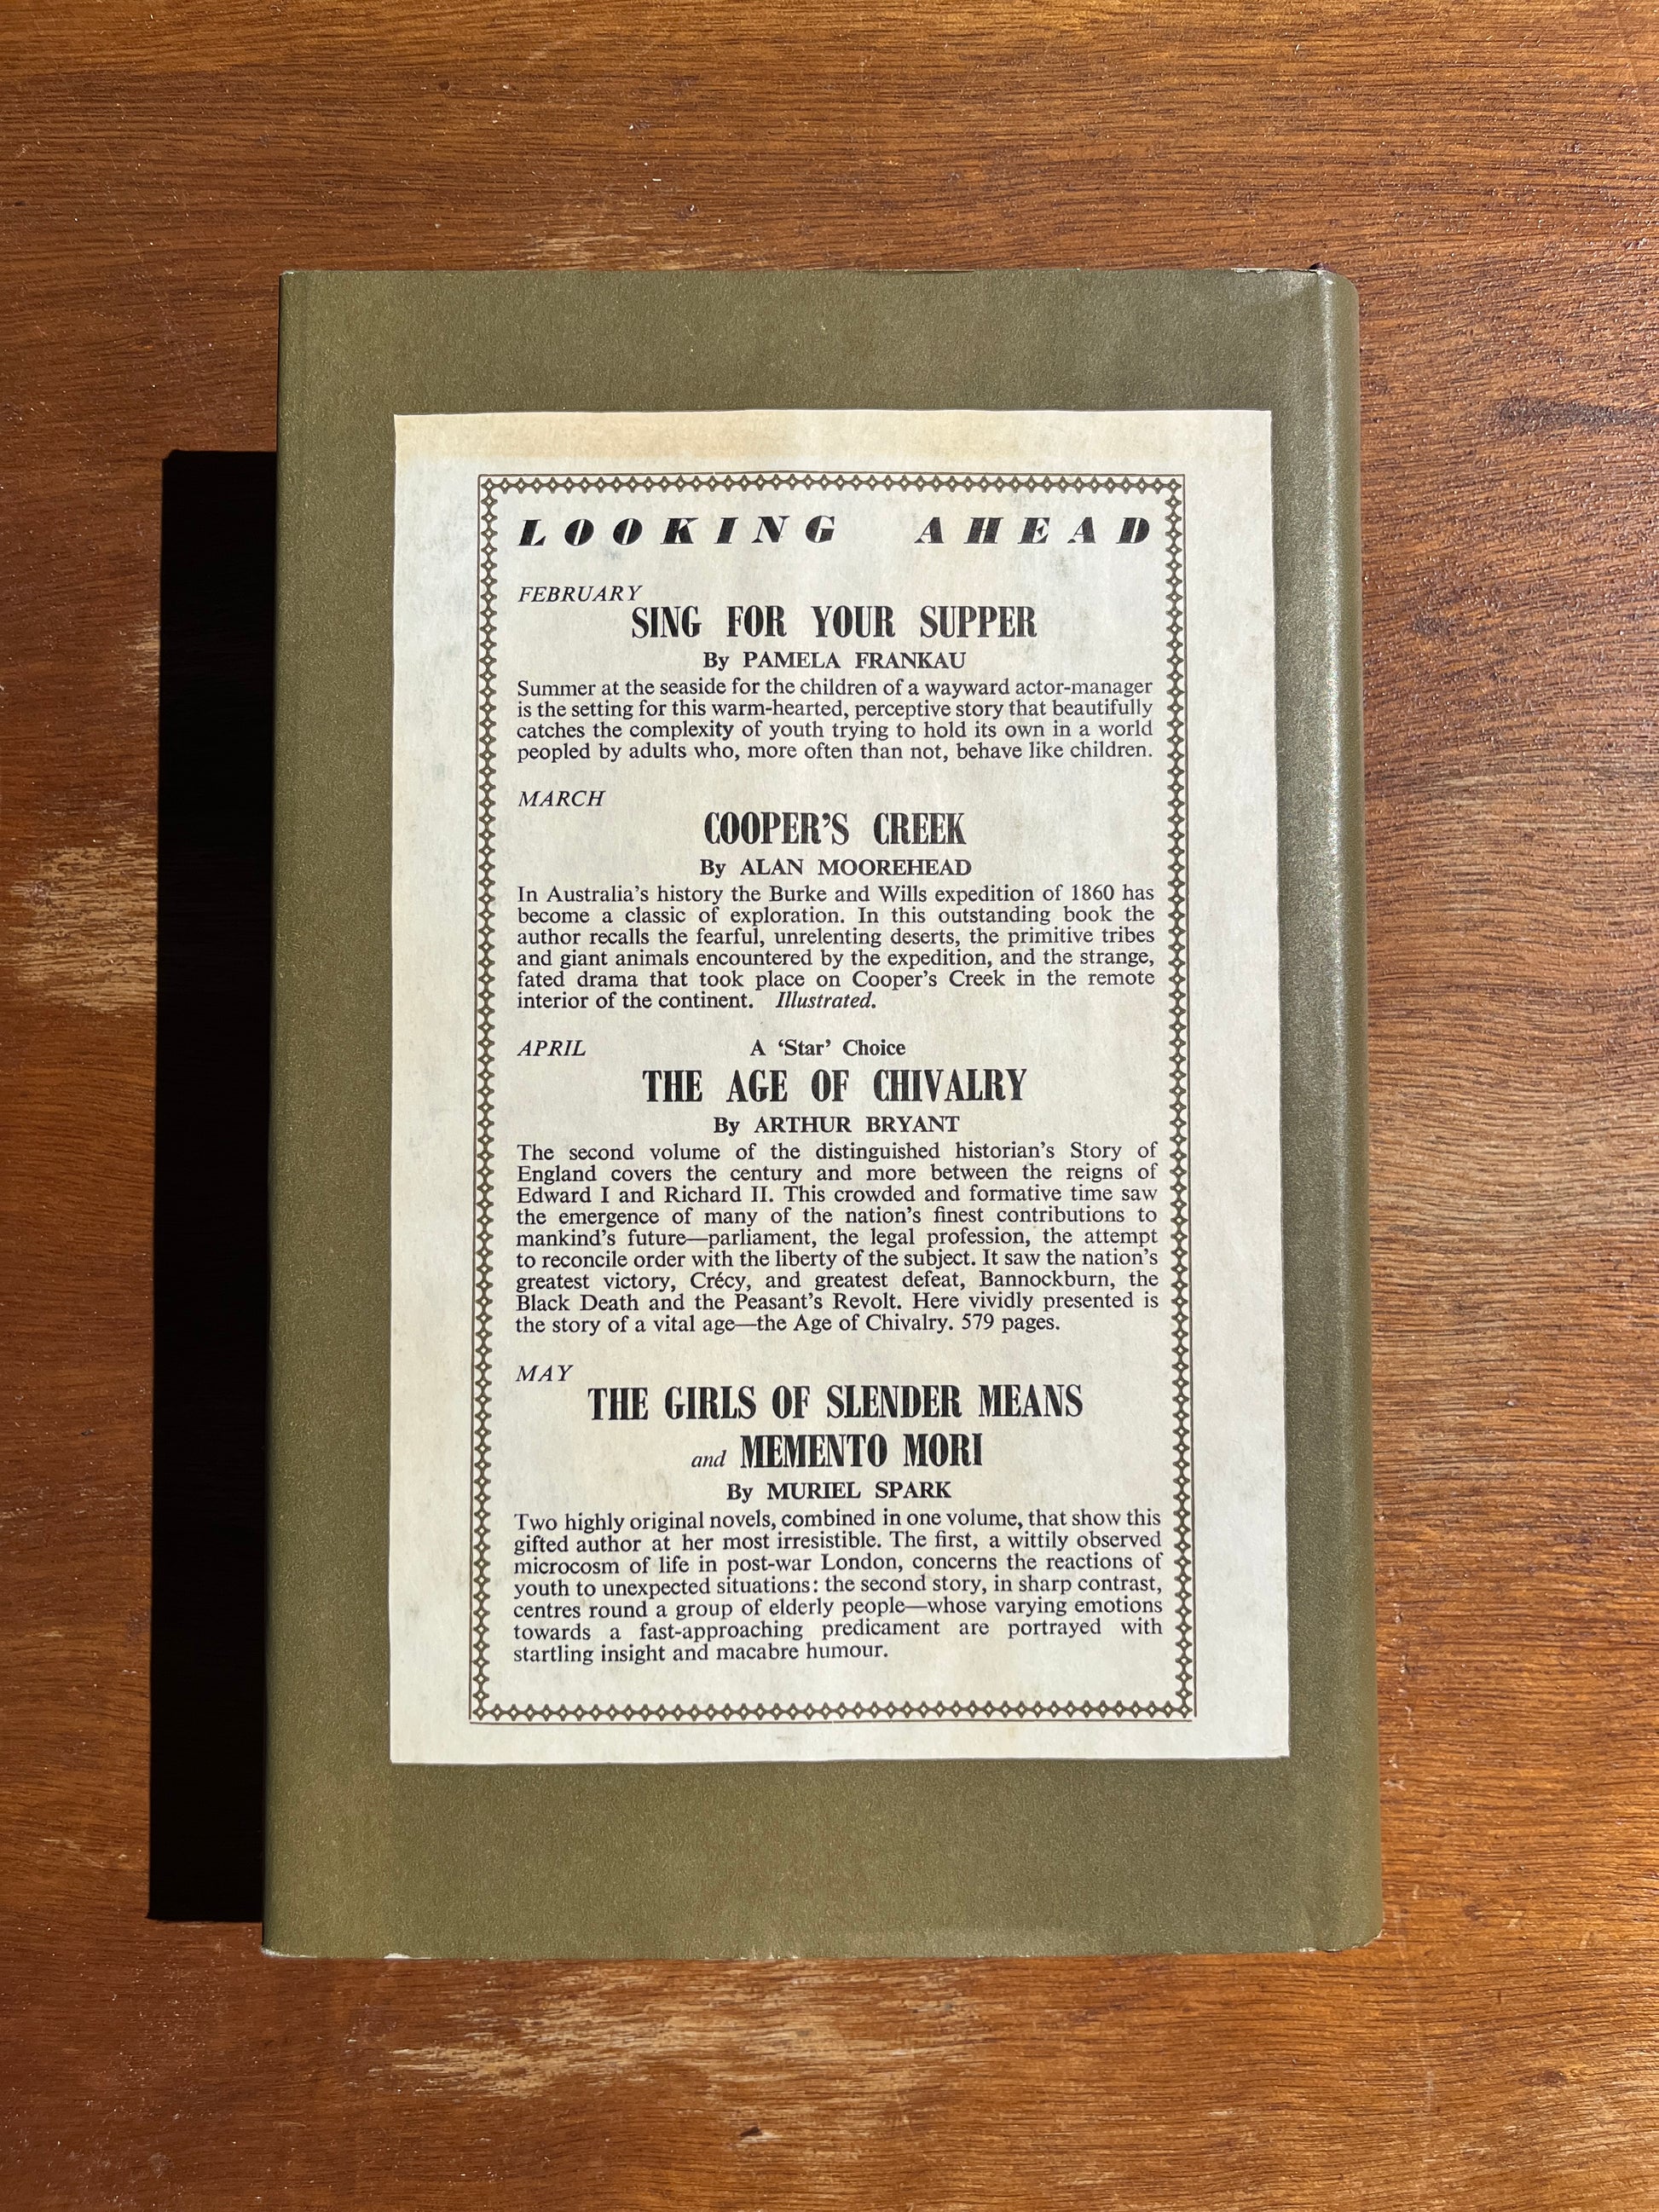 LOOKING AHEAD
FEBRUARY
SING FOR YOUR SUPPER
By PAMELA FRANKAU
Summer at the seaside for the children of a wayward actor-manager
is the setting for this warm-hearted, perceptive story that beautifully
catches the complexity of youth trying to hold its own in a world
peopled by adults who, more often than not, behave like children.
MARCH
COOPER'S CREEK
By ALAN MOOREHEAD
In Australia's history the Burke and Wills expedition of 1860 has
become a classic of exploration. In this outstanding book the
author recalls the fearful, unrelenting deserts, the primitive tribes
and giant animals encountered by the expedition, and the strange,
fated drama that took place on Cooper's Creek in the remote
interior of the continent. Illustrated.
APRIL A 'Star' Choice
THE AGE OF CHIVALRY
By ARTHUR BRYANT
The second volume of the distinguished historian's Story of
England covers the century and more between the reigns of
Edward I and Richard II. This crowded and formative time saw
the emergence of many of the nation's finest contributions to
mankind's future—parliament, the legal profession, the attempt
to reconcile order with the liberty of the subject. It saw the nation's
greatest victory, Crécy, and greatest defeat, Bannockburn, the
Black Death and the Peasant's Revolt. Here vividly presented is
the story of a vital age—the Age of Chivalry. 579 pages.
MAY
THE GIRLS OF SLENDER MEANS
and MEMENTO MORI
By MURIEL SPARK
Two highly original novels, combined in one volume, that show this
gifted author at her most irresistible. The first, a wittily observed
microcosm of life in post-war London, concerns the reactions of
youth to unexpected situations: the second story, in sharp contrast,
centres round a group of elderly people—whose varying emotions
towards a fast-approaching predicament are portrayed with
startling insight and macabre humour.